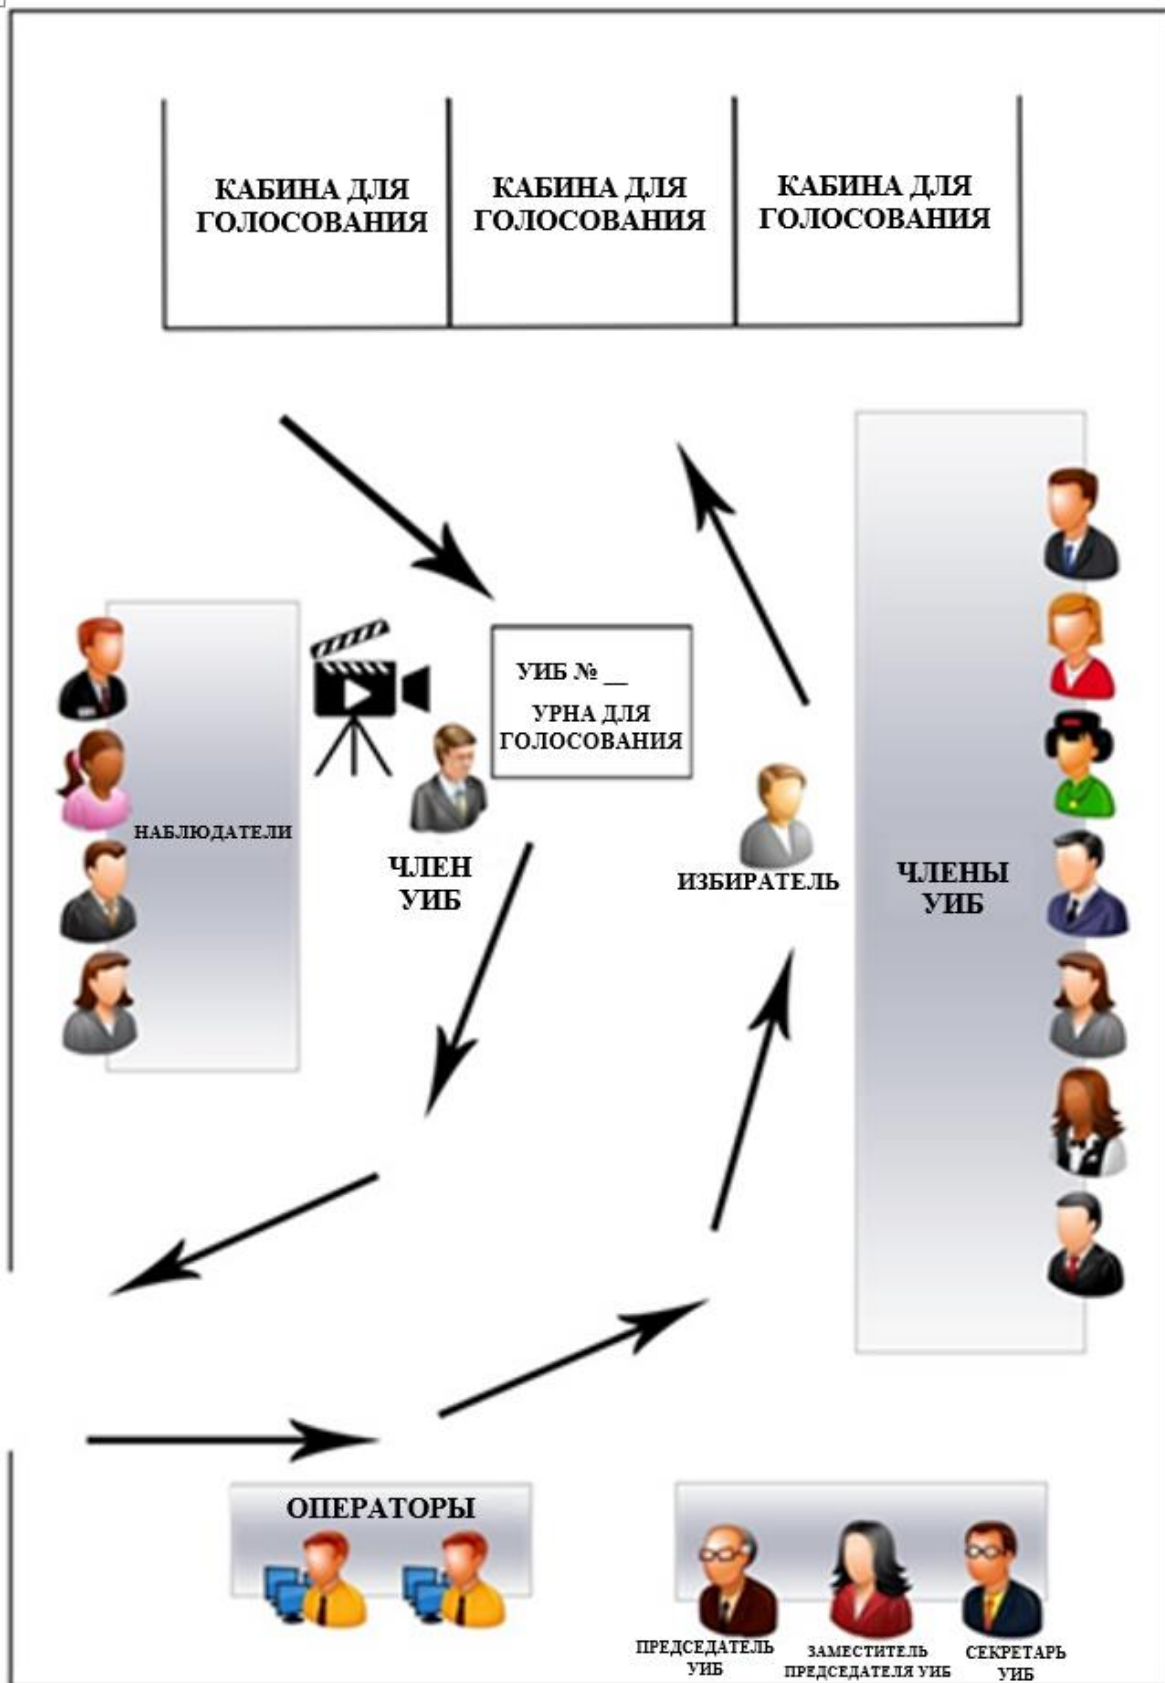 КАБИНА ДЛЯ
ГОЛОСОВАНИЯ
КАБИНА ДЛЯ
ГОЛОСОВАНИЯ
КАБИНА ДЛЯ
ГОЛОСОВАНИЯ
УИБ № __
УРНА ДЛЯ
ГОЛОСОВАНИЯ
НАБЛЮДАТЕЛИ
ЧЛЕН
УИБ
ИЗБИРАТЕЛЬ
ЧЛЕНЫ
УИБ
ОПЕРАТОРЫ
ПРЕДСЕДАТЕЛЬ
УИБ
ЗАМЕСТИТЕЛЬ
ПРЕДСЕДАТЕЛЯ УИБ
СЕКРЕТАРЬ
УИБ